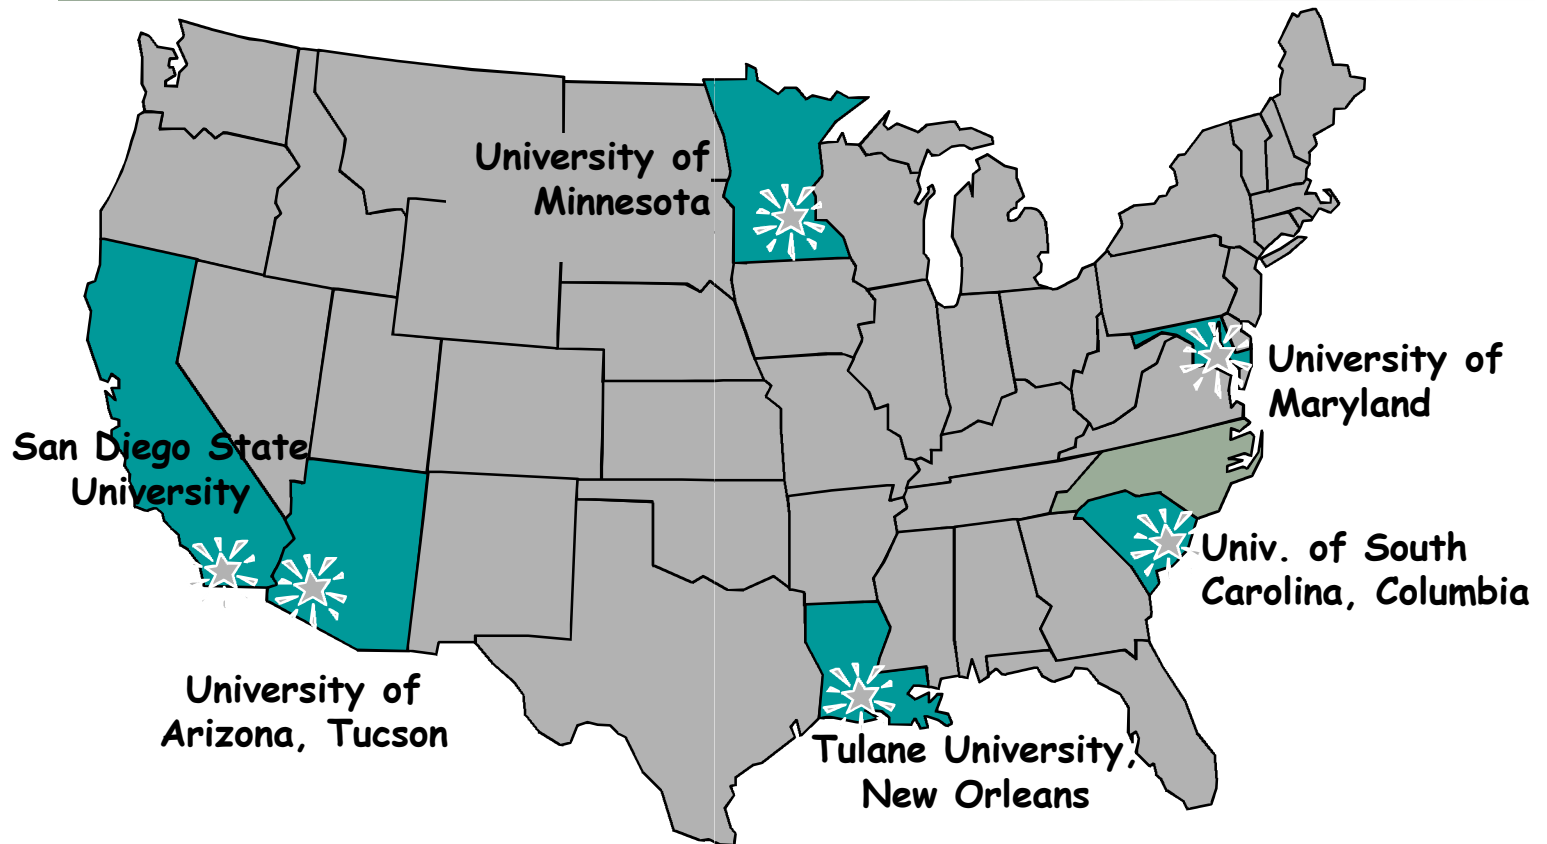 University of
Minnesota
University of
Maryland
San Diego State
University
Univ. of South
Carolina, Columbia
University of
Arizona, Tucson
Tulane University,
New Orleans